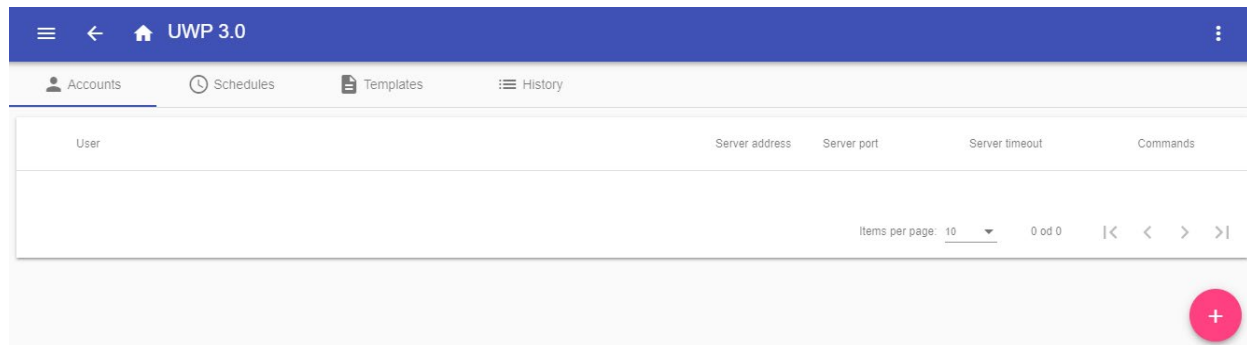 UWP 3.0
Accounts Schedules Templates History
User Server address Server port Server timeout Commands
Items per page: 10 0 od 0